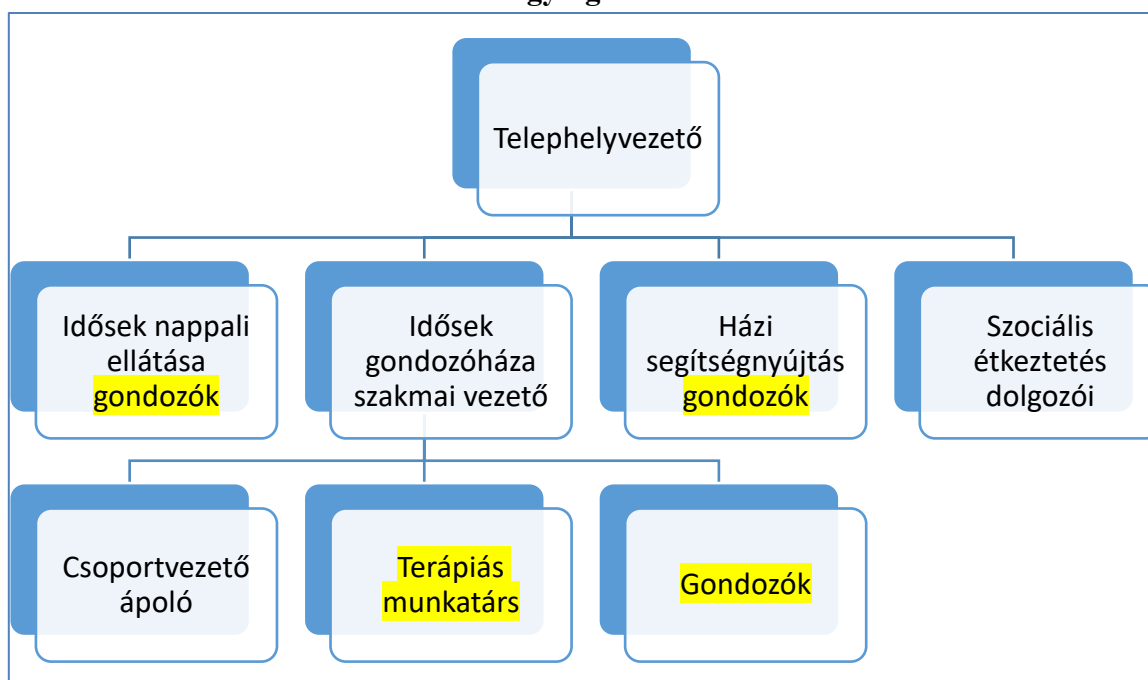 Telephelyvezető
Idősek nappali
ellátása
gondozók
Idősek
gondozóháza
szakmai vezető
Házi
segítségnyújtás
gondozók
Szociális
étkeztetés
dolgozói
Csoportvezető
ápoló
Terápiás
munkatárs
Gondozók